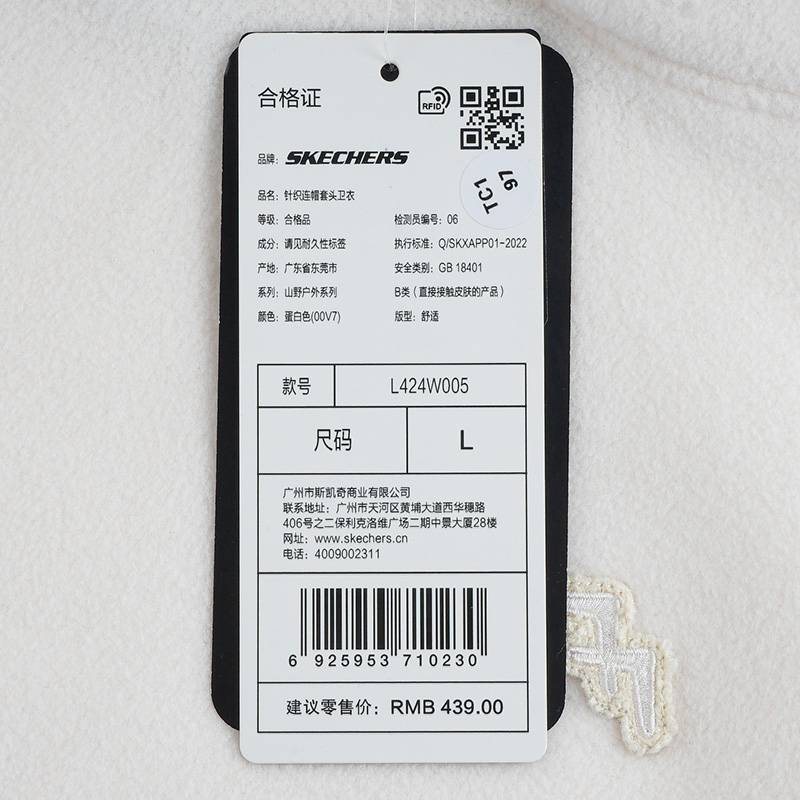 合格证
RFID
品牌: SKECHERS
TC1
97
品名: 针织连帽套头卫衣
等级: 合格品 检测员编号: 06
成分: 请见耐久性标签 执行标准: Q/SKXAPP01-2022
产地: 广东省东莞市 安全类别: GB 18401
系列: 山野户外系列 B类（直接接触皮肤的产品）
颜色: 蛋白色(00V7) 版型: 舒适
款号 L424W005
尺码 L
广州市斯凯奇商业有限公司
联系地址: 广州市天河区黄埔大道西华穗路
406号之二保利克洛维广场二期中景大厦28楼
网址: www.skechers.cn
电话: 4009002311
6 925953 710230
建议零售价: RMB 439.00